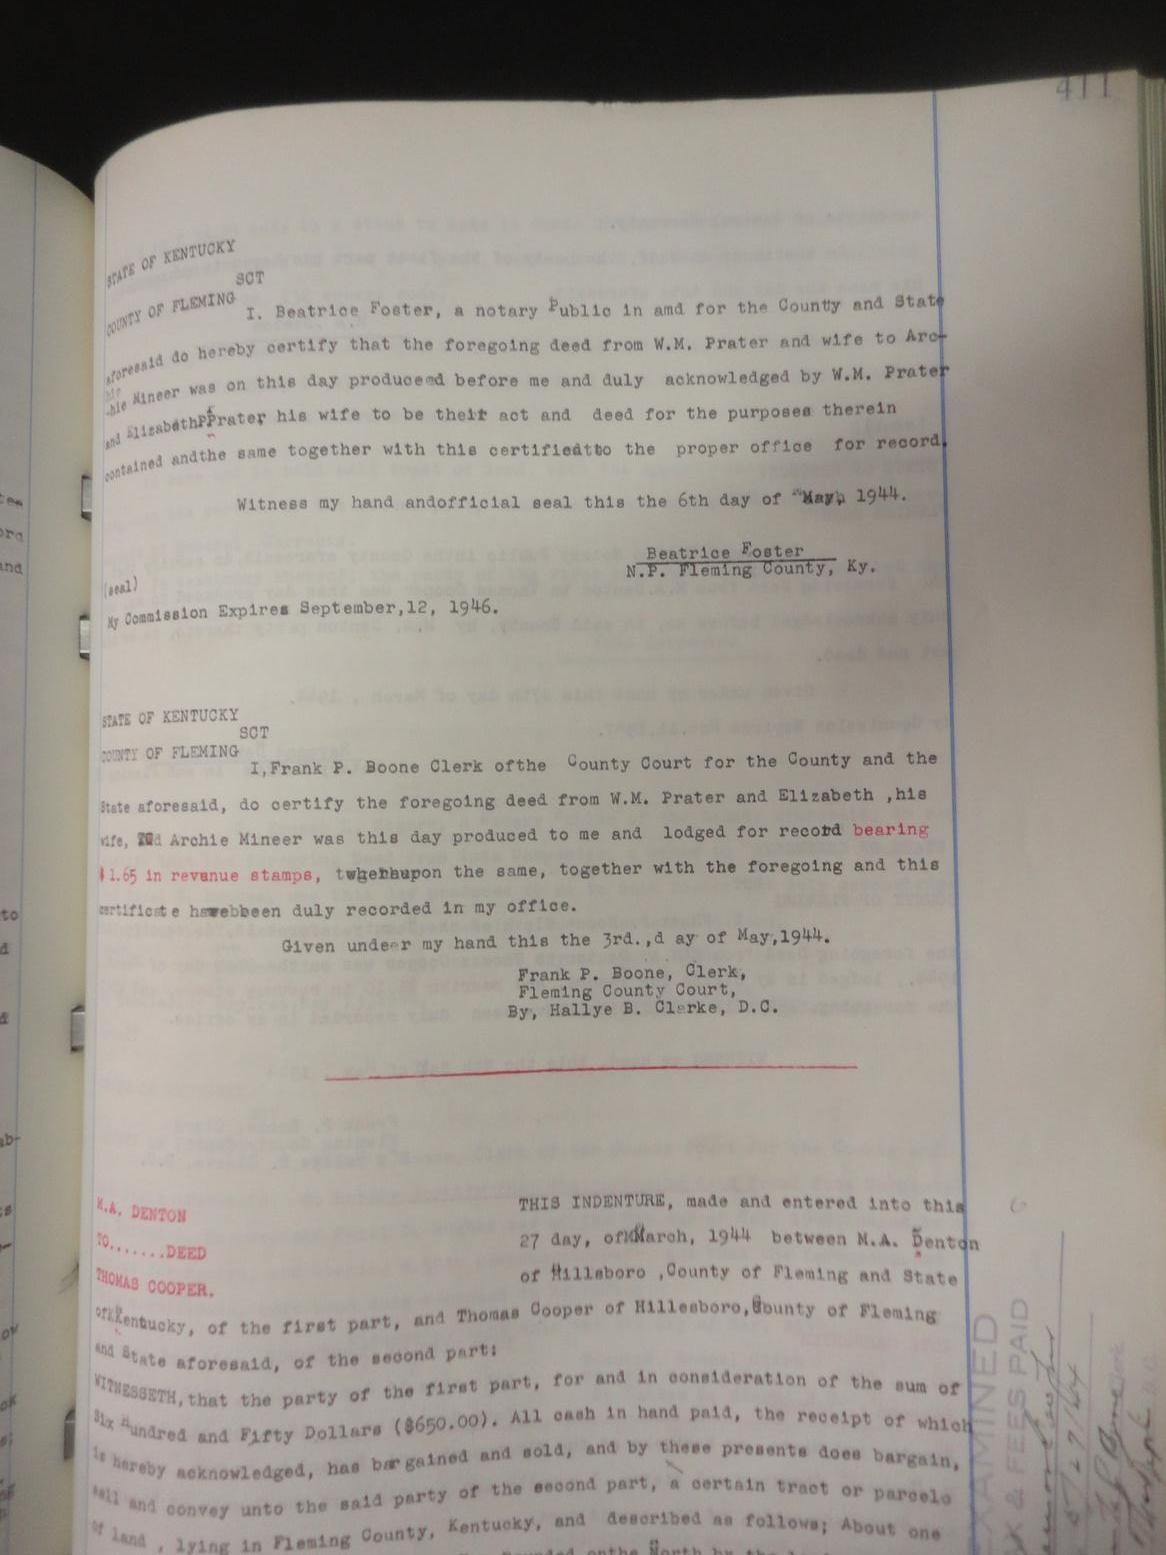 411
STATE OF KENTUCKY
SCT
COUNTY OF FLEMING
I. Beatrice Foster, a notary Public in amd for the County and State
aforesaid do hereby certify that the foregoing deed from W.M. Prater and wife to Arc-
-hie Mineer was on this day produceed before me and duly acknowledged by W.M. Prater
and Elizabeth Prater his wife to be their act and deed for the purposes therein
contained andthe same together with this certifiedtto the proper office for record.
Witness my hand andofficial seal this the 6th day of May, 1944.
Beatrice Foster
N.P. Fleming County, Ky.
(seal)
My Commission Expires September,12, 1946.
STATE OF KENTUCKY
SCT
COUNTY OF FLEMING
I,Frank P. Boone Clerk ofthe County Court for the County and the
State aforesaid, do certify the foregoing deed from W.M. Prater and Elizabeth ,his
wife, Archie Mineer was this day produced to me and lodged for record bearing
$1.65 in revenue stamps, the same, together with the foregoing and this
certificate been duly recorded in my office.
Given under my hand this the 3rd.,d ay of May,1944.
Frank P. Boone, Clerk,
Fleming County Court,
By, Hallye B. Clarke, D.C.
M.A. DENTON
TO.......DEED
THOMAS COOPER.
THIS INDENTURE, made and entered into this
27 day, of March, 1944 between M.A. Denton
of Hillsboro ,County of Fleming and State
of Kentucky, of the first part, and Thomas Cooper of Hillesboro, County of Fleming
and State aforesaid, of the second part:
WITNESSETH,that the party of the first part, for and in consideration of the sum of
Six Hundred and Fifty Dollars ($650.00). All cash in hand paid, the receipt of which
is hereby acknowledged, has bargained and sold, and by these presents does bargain,
sell and convey unto the said party of the second part, a certain tract or parcelo
of land , lying in Fleming County, Kentucky, and described as follows; About one
EXAMINED
& FEES PAID